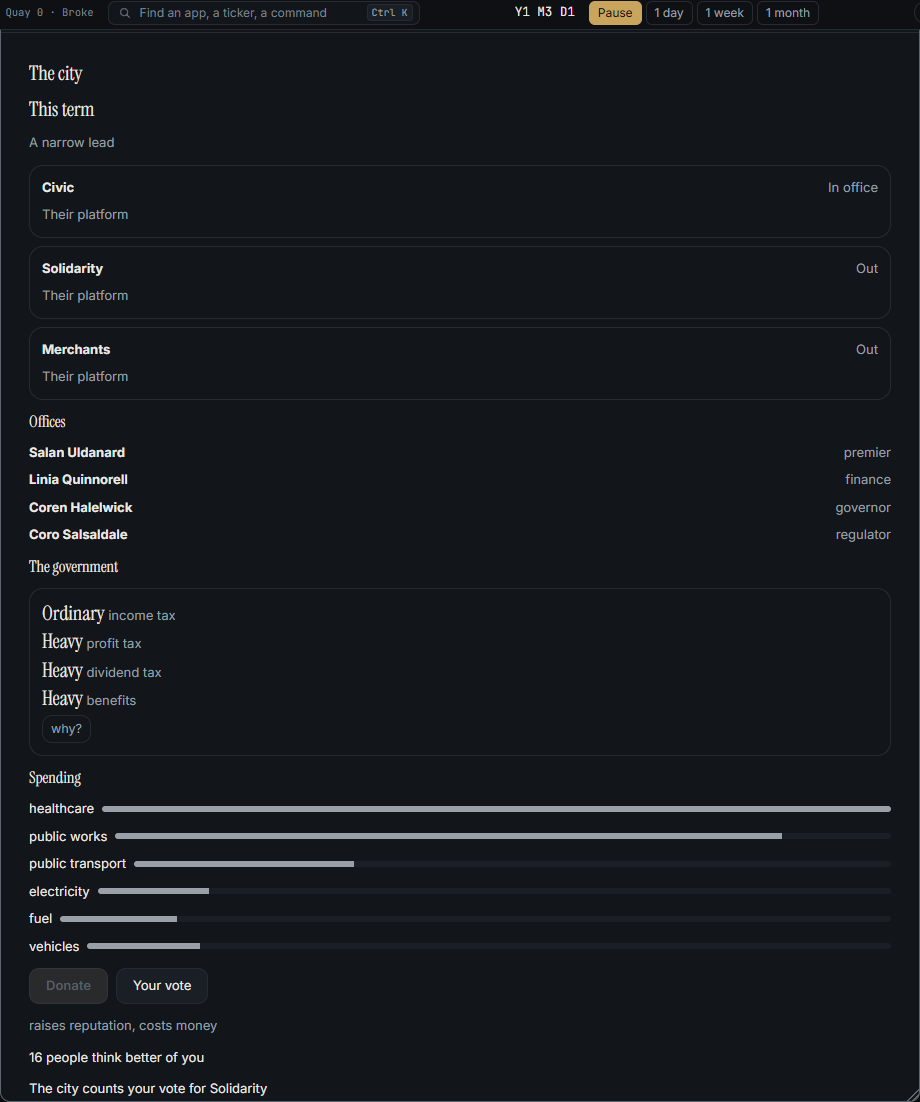 Quay 0 · Broke
Find an app, a ticker, a command
Ctrl K
Y1 M3 D1
Pause
1 day
1 week
1 month
The city
This term
A narrow lead
Civic
In office
Their platform
Solidarity
Out
Their platform
Merchants
Out
Their platform
Offices
Salan Uldanard
premier
Linia Quinnorell
finance
Coren Halelwick
governor
Coro Salsaldale
regulator
The government
Ordinary income tax
Heavy profit tax
Heavy dividend tax
Heavy benefits
why?
Spending
healthcare
public works
public transport
electricity
fuel
vehicles
Donate
Your vote
raises reputation, costs money
16 people think better of you
The city counts your vote for Solidarity